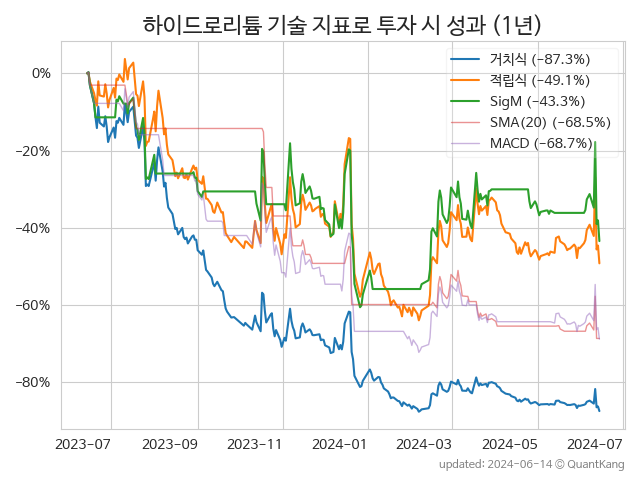 하이드로리튬 기술 지표로 투자 시 성과 (1년)
거치식 (−87.3%)
적립식 (−49.1%)
SigM (−43.3%)
SMA(20) (−68.5%)
MACD (−68.7%)
0%
−20%
−40%
−60%
−80%
2023-07 2023-09 2023-11 2024-01 2024-03 2024-05 2024-07
updated: 2024-06-14 © QuantKang